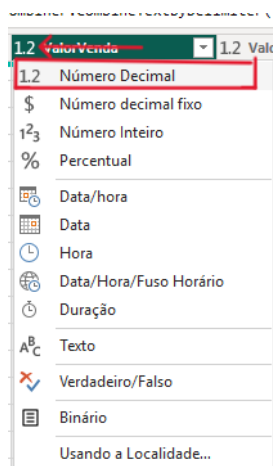 1.2 ValorVenda 1.2 Valo
1.2 Número Decimal
$ Número decimal fixo
1²3 Número Inteiro
% Percentual
Data/hora
Data
Hora
Data/Hora/Fuso Horário
Duração
ABC Texto
Verdadeiro/Falso
Binário
Usando a Localidade...